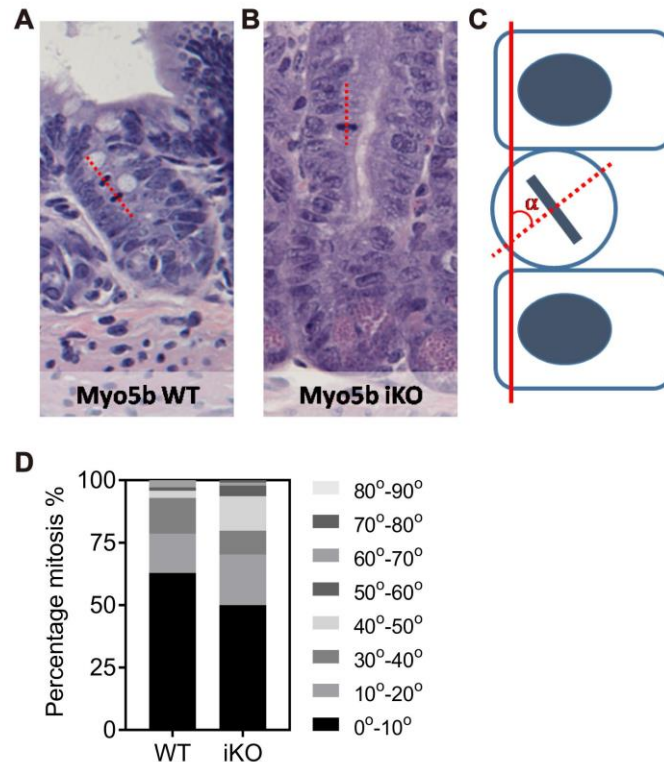 A
B
C
Myo5b WT
Myo5b iKO
α
D
Percentage mitosis %
100
75
50
25
0
WT
iKO
80°-90°
70°-80°
60°-70°
50°-60°
40°-50°
30°-40°
10°-20°
0°-10°